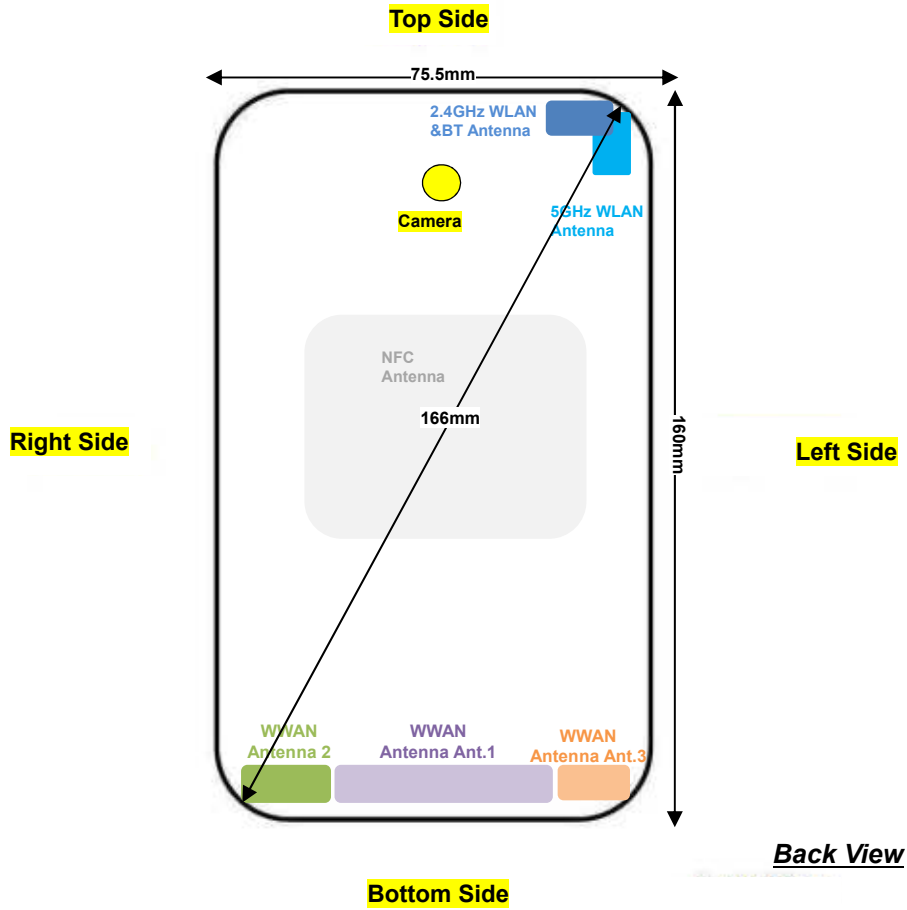 Top Side
75.5mm
2.4GHz WLAN
&BT Antenna
Camera
5GHz WLAN
Antenna
NFC
Antenna
166mm
160mm
Right Side
Left Side
WWAN
Antenna 2
WWAN
Antenna Ant.1
WWAN
Antenna Ant.3
Back View
Bottom Side